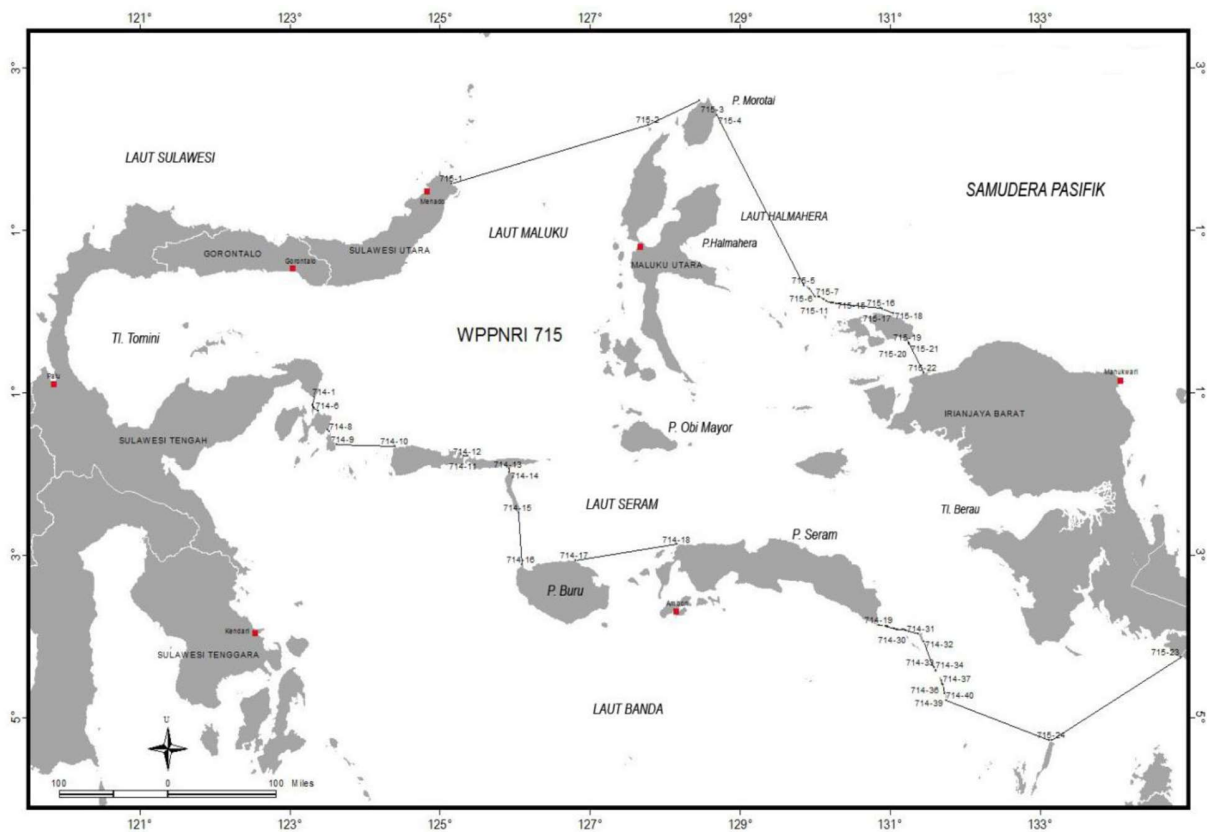 121° 123° 125° 127° 129° 131° 133°
3° 3°
P. Morotai
715-3
715-4
715-2
LAUT SULAWESI
715-1
SAMUDERA PASIFIK
Manado
LAUT HALMAHERA
1° 1°
LAUT MALUKU
P.Halmahera
SULAWESI UTARA
GORONTALO
Gorontalo
MALUKU UTARA
715-5
715-6 715-7
715-11 715-15 715-16
715-17 715-18
Tl. Tomini
WPPNRI 715
715-19
715-20 715-21
715-22
Palu
Manukwari
1° 1°
714-1
714-6
IRIANJAYA BARAT
714-8
P. Obi Mayor
SULAWESI TENGAH
714-9 714-10
714-12
714-11 714-13
714-14
LAUT SERAM
714-15
Tl. Berau
P. Seram
714-18
3° 3°
714-16 714-17
P. Buru
Ambon
714-19
714-31
Kendari
714-30
714-32
SULAWESI TENGGARA
715-23
714-33 714-34
714-37
714-36
714-39 714-40
LAUT BANDA
5° 5°
U
715-24
100 0 100 Miles
121° 123° 125° 127° 129° 131° 133°